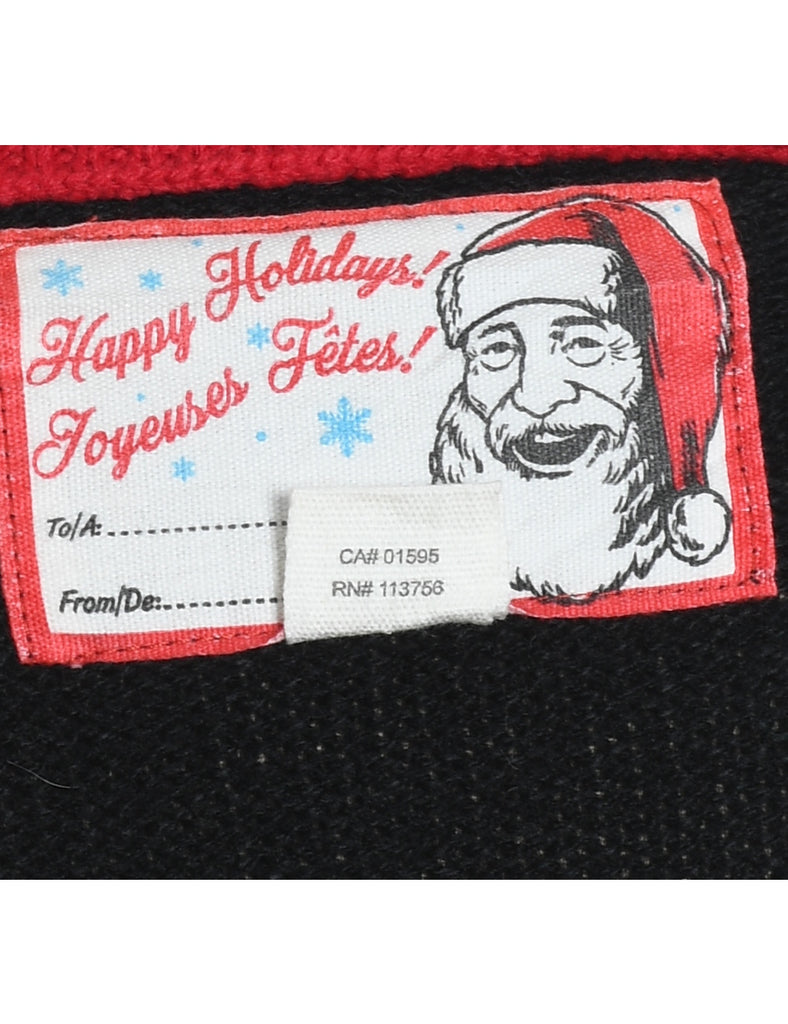 Happy Holidays!
Joyeuses Fêtes!
To/A:
From/De:
CA# 01595
RN# 113756